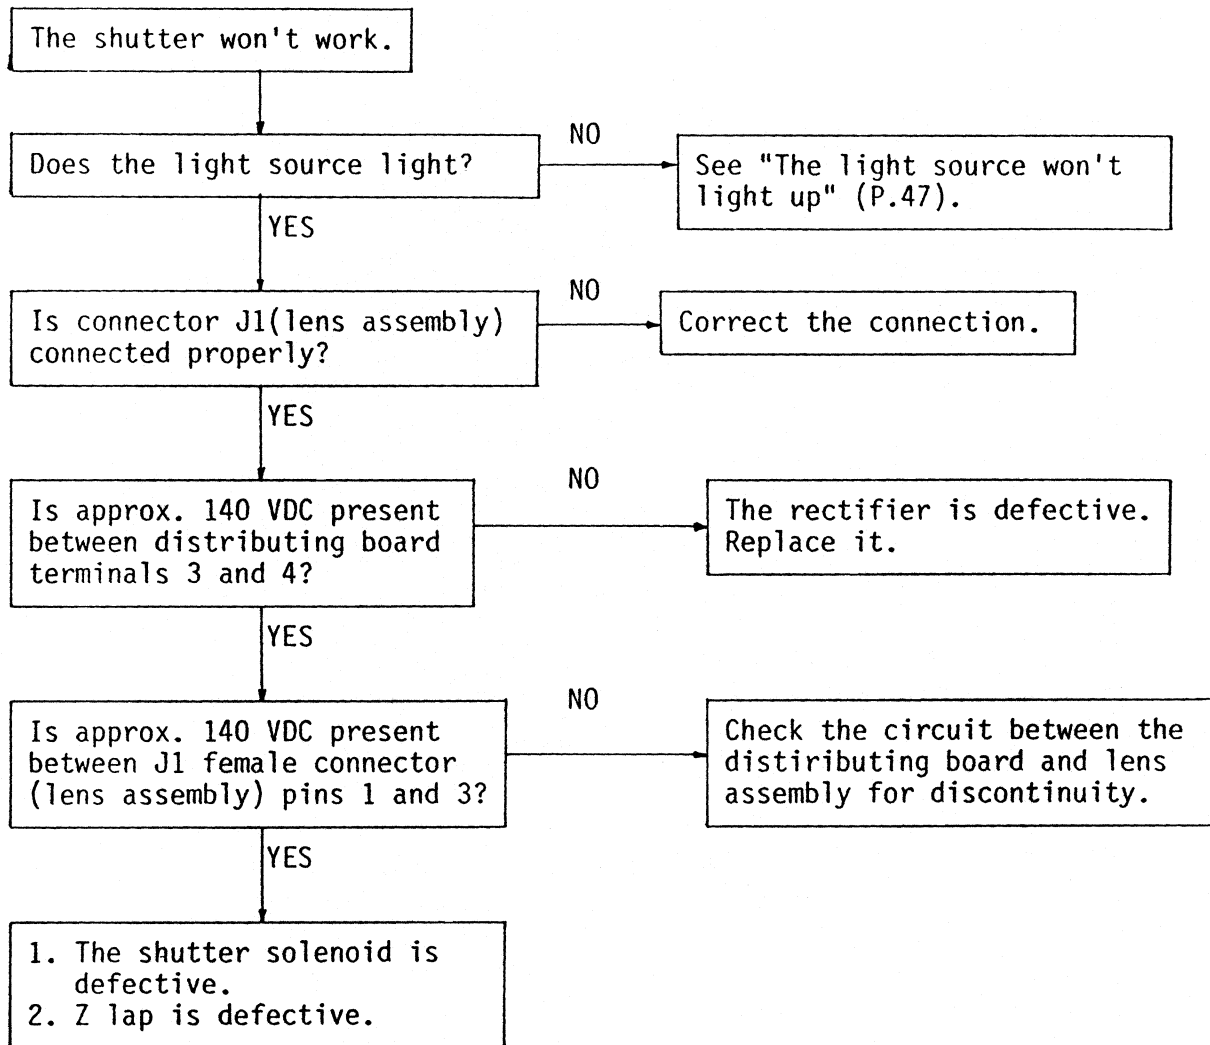 The shutter won't work.
Does the light source light?
NO
See "The light source won't
light up" (P.47).
YES
Is connector J1(lens assembly)
connected properly?
NO
Correct the connection.
YES
Is approx. 140 VDC present
between distributing board
terminals 3 and 4?
NO
The rectifier is defective.
Replace it.
YES
Is approx. 140 VDC present
between J1 female connector
(lens assembly) pins 1 and 3?
NO
Check the circuit between the
distiributing board and lens
assembly for discontinuity.
YES
1. The shutter solenoid is
defective.
2. Z lap is defective.